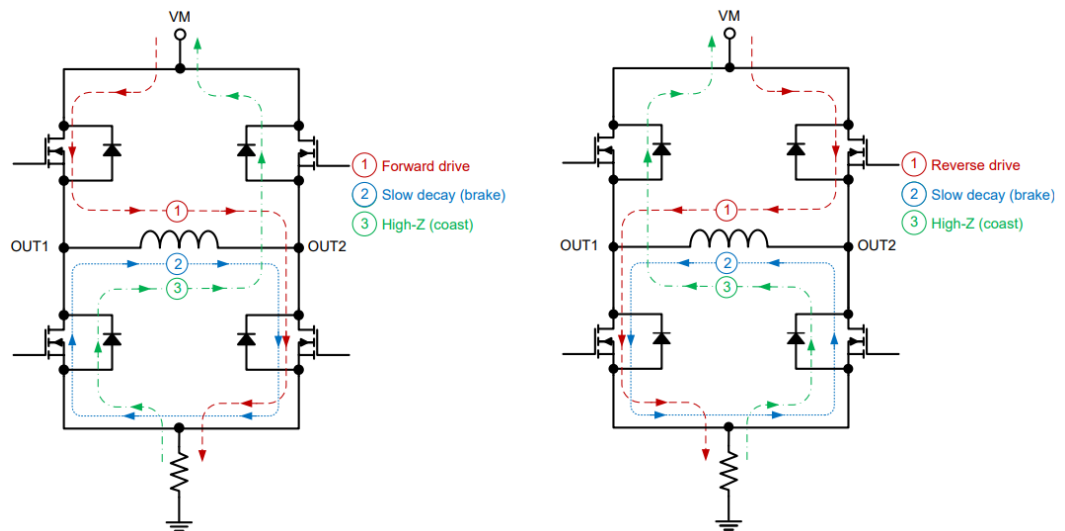 VM
1 Forward drive
2 Slow decay (brake)
3 High-Z (coast)
1
OUT1
OUT2
2
3
VM
1 Reverse drive
2 Slow decay (brake)
3 High-Z (coast)
1
OUT1
OUT2
2
3